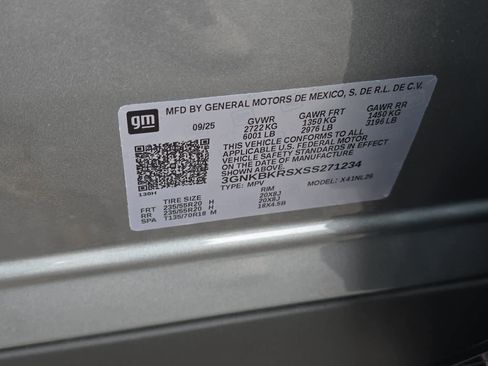 MFD BY GENERAL MOTORS DE MEXICO, S. DE R.L. DE C.V.
gm
09/25 GVWR GAWR FRT GAWR RR
2722 KG 1350 KG 1450 KG
6001 LB 2976 LB 3196 LB
THIS VEHICLE CONFORMS TO ALL
APPLICABLE U.S. FEDERAL MOTOR
VEHICLE SAFETY STANDARDS IN EFFECT
ON THE DATE OF MANUFACTURE
3GNKBKRSXSS271234
TYPE: MPV MODEL: X41NL26
130H
TIRE SIZE RIM
FRT 235/55R20 H 20X8J
RR 235/55R20 H 20X8J
SPA T135/70R18 M 18X4.5B